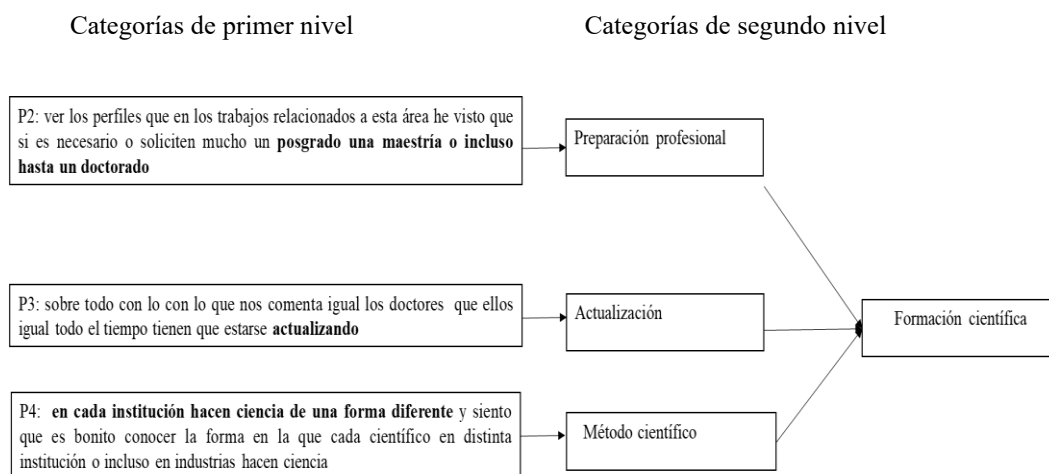 Categorías de primer nivel
Categorías de segundo nivel
P2: ver los perfiles que en los trabajos relacionados a esta área he visto que
si es necesario o soliciten mucho un posgrado una maestría o incluso
hasta un doctorado
Preparación profesional
P3: sobre todo con lo con lo que nos comenta igual los doctores que ellos
igual todo el tiempo tienen que estarse actualizando
Actualización
Formación científica
P4: en cada institución hacen ciencia de una forma diferente y siento
que es bonito conocer la forma en la que cada científico en distinta
institución o incluso en industrias hacen ciencia
Método científico